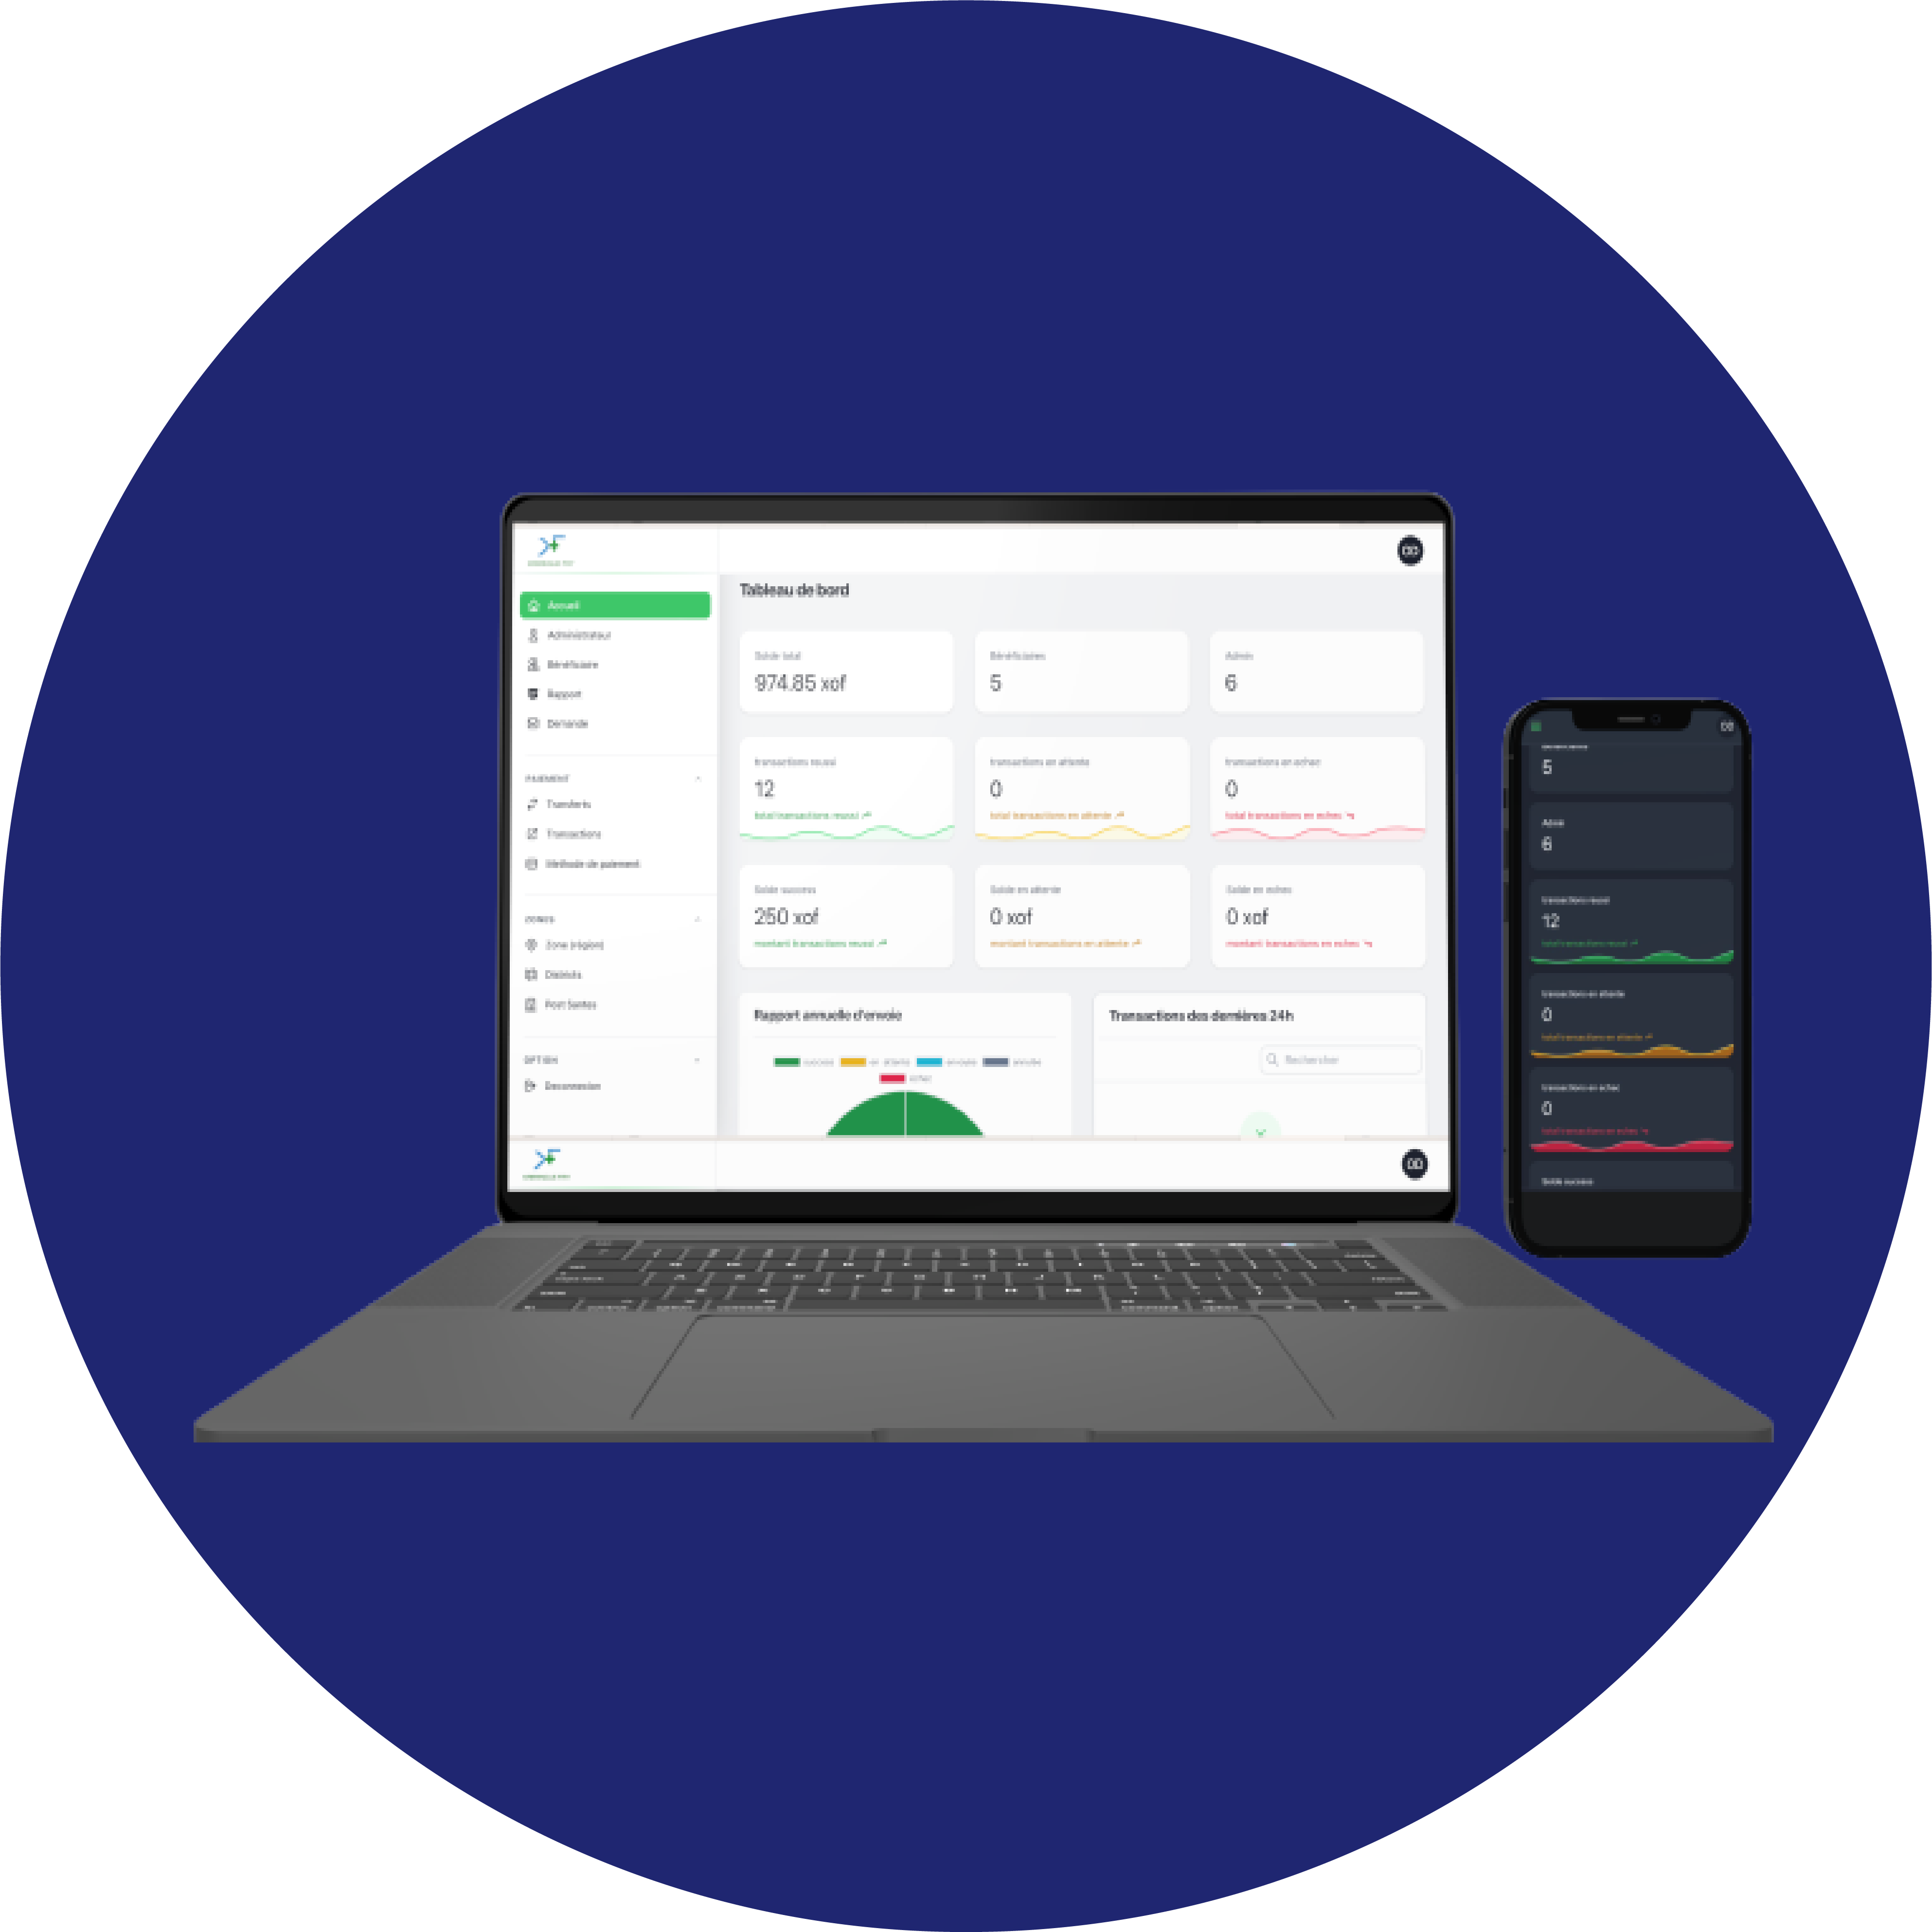 Tableau de bord
Accueil
Administrateur
Bénéficiaire
Rapport
Demande
PAIEMENT
Transferts
Transactions
Méthode de paiement
ZONES
Zone (région)
Districts
Post Santes
OPTION
Deconnexion
Solde total
974.85 xof
Bénéficiaires
5
Admin
6
transactions reussi
12
total transactions reussi
transactions en attente
0
total transactions en attente
transactions en echec
0
total transactions en echec
Solde success
250 xof
montant transactions reussi
Solde en attente
0 xof
montant transactions en attente
Solde en echec
0 xof
montant transactions en echec
Rapport annuelle d'envoie
success
en attente
annulé
echec
Transactions des dernières 24h
Rechercher
5
Admin
6
transactions reussi
12
total transactions reussi
transactions en attente
0
total transactions en attente
transactions en echec
0
total transactions en echec
Solde success